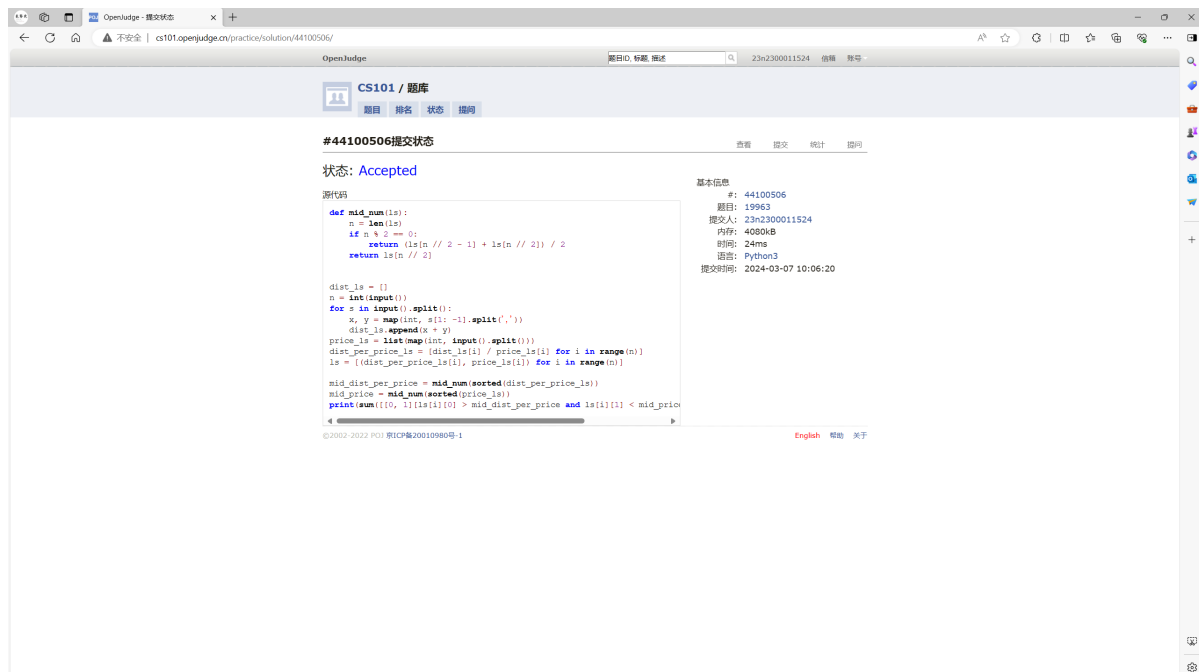 OpenJudge - 提交状态
不安全 | cs101.openjudge.cn/practice/solution/44100506/
OpenJudge 题目ID, 标题, 描述 23n2300011524 信箱 账号
CS101 / 题库
题目 排名 状态 提问
#44100506提交状态 查看 提交 统计 提问
状态: Accepted
源代码
def mid_num(ls):
    n = len(ls)
    if n % 2 == 0:
        return (ls[n // 2 - 1] + ls[n // 2]) / 2
    return ls[n // 2]
dist_ls = []
n = int(input())
for s in input().split():
    x, y = map(int, s[1: -1].split(','))
    dist_ls.append(x + y)
price_ls = list(map(int, input().split()))
dist_per_price_ls = [dist_ls[i] / price_ls[i] for i in range(n)]
ls = [(dist_per_price_ls[i], price_ls[i]) for i in range(n)]
mid_dist_per_price = mid_num(sorted(dist_per_price_ls))
mid_price = mid_num(sorted(price_ls))
print(sum([[0, 1][ls[i][0] > mid_dist_per_price and ls[i][1] < mid_price
基本信息
#: 44100506
题目: 19963
提交人: 23n2300011524
内存: 4080kB
时间: 24ms
语言: Python3
提交时间: 2024-03-07 10:06:20
©2002-2022 POJ 京ICP备20010980号-1 English 帮助 关于